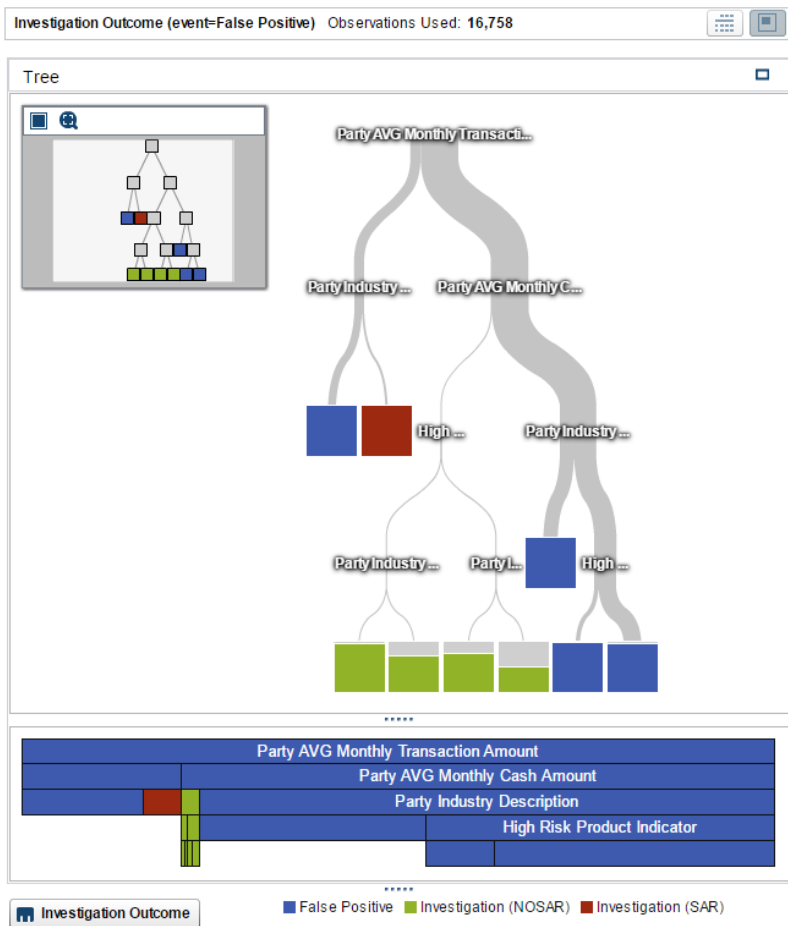 Investigation Outcome (event=False Positive) Observations Used: 16,758
Tree
Party AVG Monthly Transacti...
Party Industry ... Party AVG Monthly C...
High ... Party Industry ...
Party Industry ... Party I... High ...
Party AVG Monthly Transaction Amount
Party AVG Monthly Cash Amount
Party Industry Description
High Risk Product Indicator
Investigation Outcome False Positive Investigation (NOSAR) Investigation (SAR)